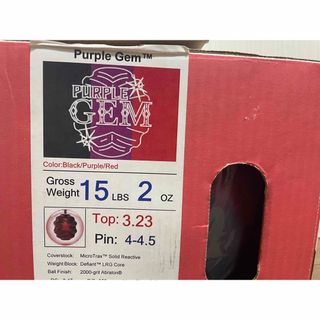 Purple Gem™
PURPLE
GEM
Color:Black/Purple/Red
Gross
Weight 15 LBS 2 OZ
Top: 3.23
Pin: 4-4.5
Coverstock: MicroTrax™ Solid Reactive
Weight Block: Defiant™ LRG Core
Ball Finish: 2000-grit Abralon®